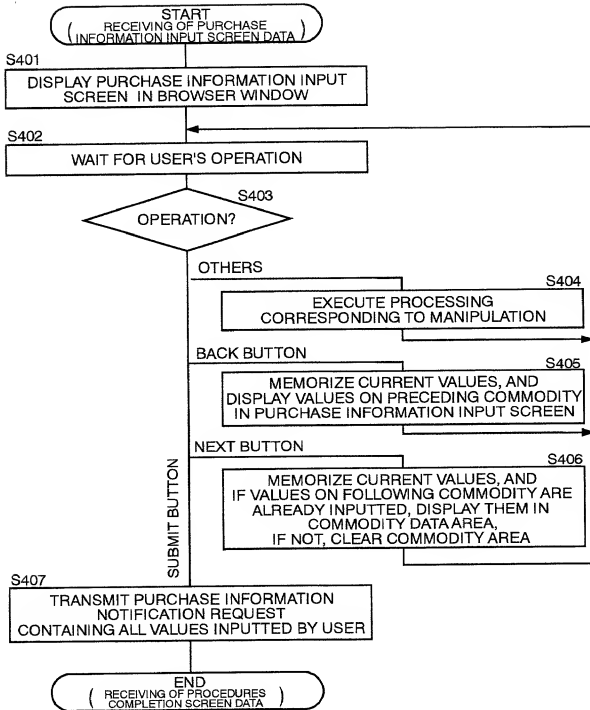 START
( RECEIVING OF PURCHASE
INFORMATION INPUT SCREEN DATA )
S401
DISPLAY PURCHASE INFORMATION INPUT
SCREEN IN BROWSER WINDOW
S402
WAIT FOR USER'S OPERATION
S403
OPERATION?
OTHERS
S404
EXECUTE PROCESSING
CORRESPONDING TO MANIPULATION
BACK BUTTON
S405
MEMORIZE CURRENT VALUES, AND
DISPLAY VALUES ON PRECEDING COMMODITY
IN PURCHASE INFORMATION INPUT SCREEN
NEXT BUTTON
S406
MEMORIZE CURRENT VALUES, AND
IF VALUES ON FOLLOWING COMMODITY ARE
ALREADY INPUTTED, DISPLAY THEM IN
COMMODITY DATA AREA,
IF NOT, CLEAR COMMODITY AREA
SUBMIT BUTTON
S407
TRANSMIT PURCHASE INFORMATION
NOTIFICATION REQUEST
CONTAINING ALL VALUES INPUTTED BY USER
END
( RECEIVING OF PROCEDURES
COMPLETION SCREEN DATA )